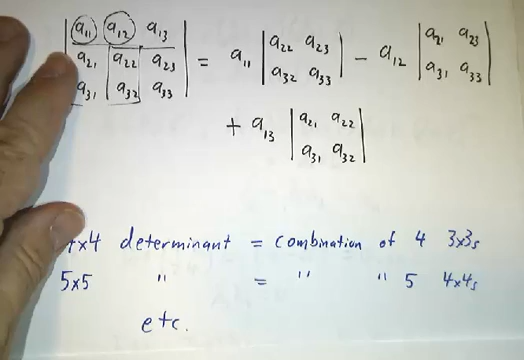 | a11 a12 a13 |
| a21 a22 a23 | = a11 | a22 a23 | - a12 | a21 a23 |
| a31 a32 a33 | | a32 a33 | | a31 a33 |
+ a13 | a21 a22 |
| a31 a32 |
4x4 determinant = combination of 4 3x3s
5x5 " = " " 5 4x4s
etc.